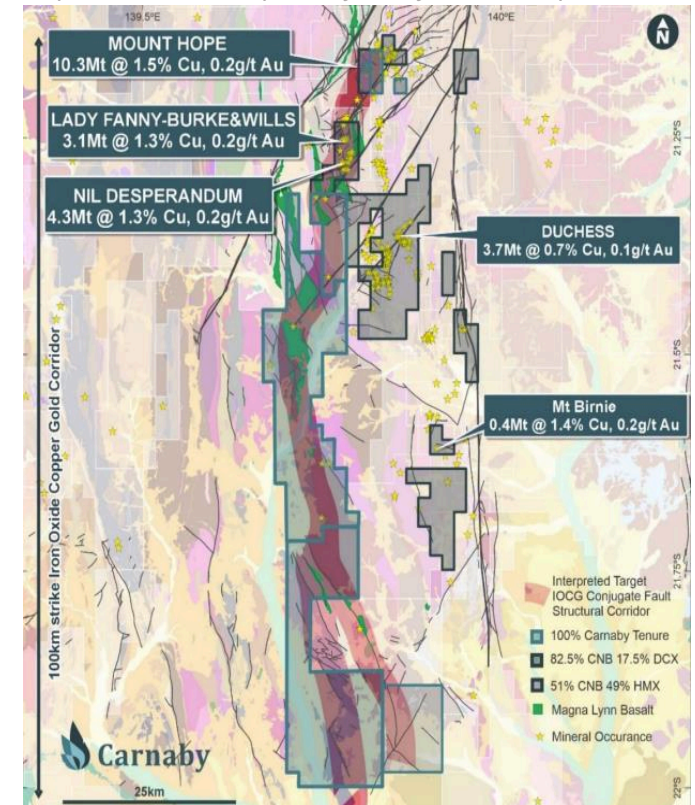 139.5°E
140°E
N
MOUNT HOPE
10.3Mt @ 1.5% Cu, 0.2g/t Au
LADY FANNY-BURKE&WILLS
3.1Mt @ 1.3% Cu, 0.2g/t Au
21.25°S
NIL DESPERANDUM
4.3Mt @ 1.3% Cu, 0.2g/t Au
DUCHESS
3.7Mt @ 0.7% Cu, 0.1g/t Au
21.5°S
100km strike Iron Oxide Copper Gold Corridor
Mt Birnie
0.4Mt @ 1.4% Cu, 0.2g/t Au
21.75°S
Interpreted Target
IOCG Conjugate Fault
Structural Corridor
100% Carnaby Tenure
82.5% CNB 17.5% DCX
51% CNB 49% HMX
Magna Lynn Basalt
Mineral Occurance
Carnaby
25km
22°S